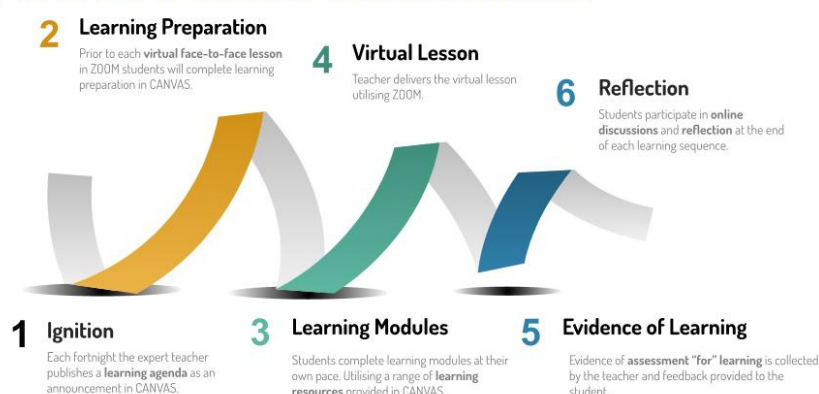 2 Learning Preparation
Prior to each virtual face-to-face lesson
in ZOOM students will complete learning
preparation in CANVAS.
4 Virtual Lesson
Teacher delivers the virtual lesson
utilising ZOOM.
6 Reflection
Students participate in online
discussions and reflection at the end
of each learning sequence.
1 Ignition
Each fortnight the expert teacher
publishes a learning agenda as an
announcement in CANVAS.
3 Learning Modules
Students complete learning modules at their
own pace. Utilising a range of learning
resources provided in CANVAS
5 Evidence of Learning
Evidence of assessment “for” learning is collected
by the teacher and feedback provided to the
student